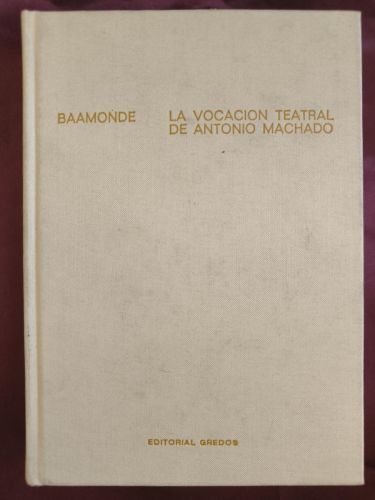 BAAMONDE
LA VOCACION TEATRAL
DE ANTONIO MACHADO
EDITORIAL GREDOS